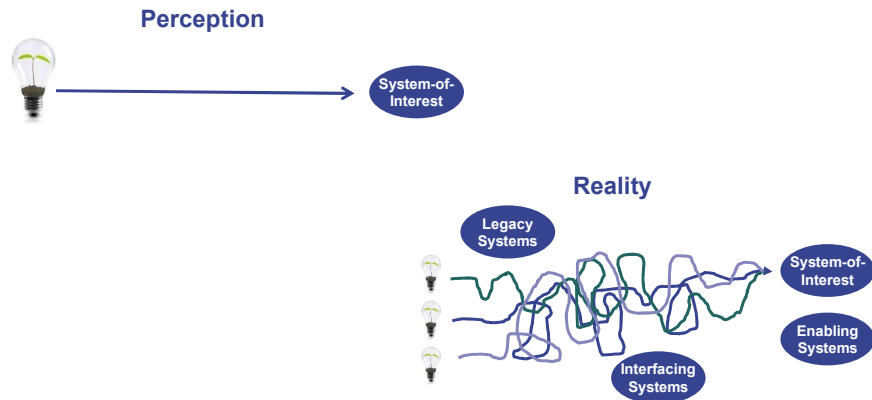 Perception
System-of-
Interest
Reality
Legacy
Systems
System-of-
Interest
Enabling
Systems
Interfacing
Systems